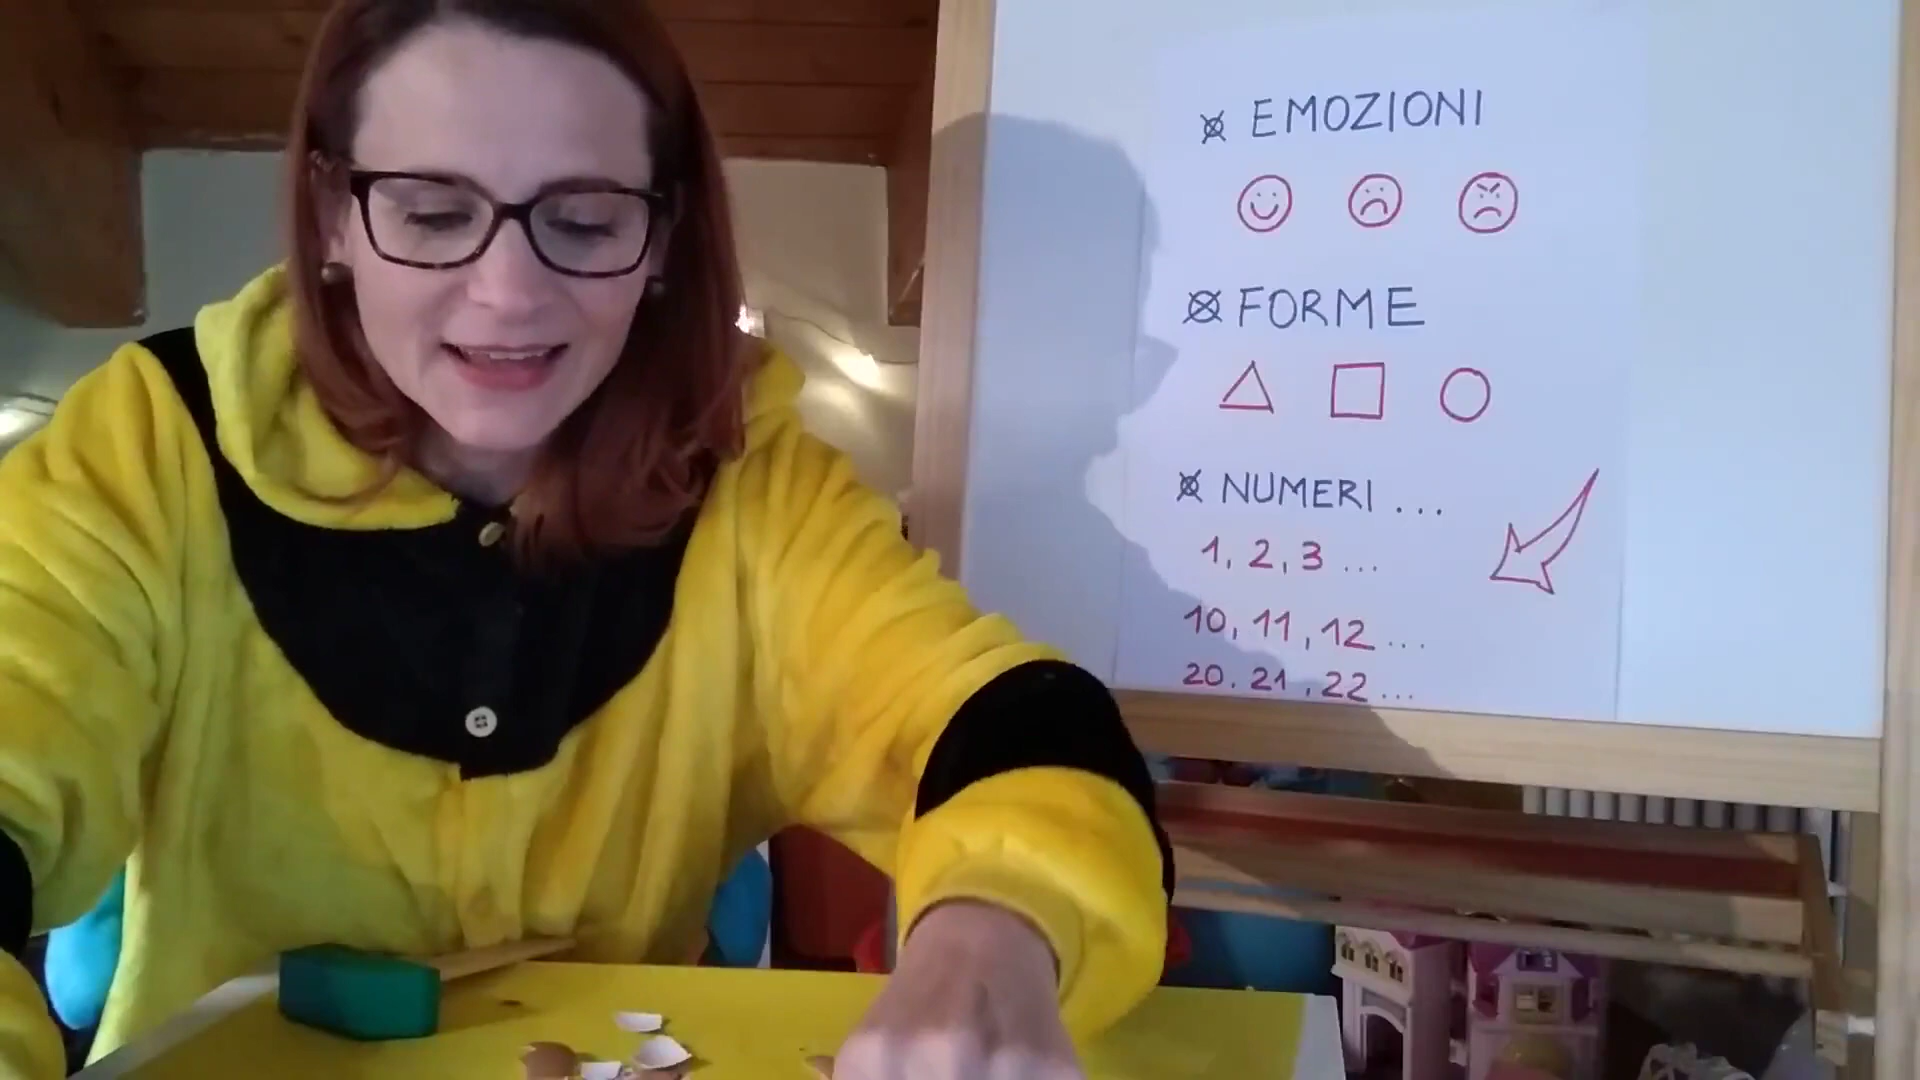 EMOZIONI
FORME
NUMERI ...
1, 2, 3 ...
10, 11, 12 ...
20. 21, 22 ...